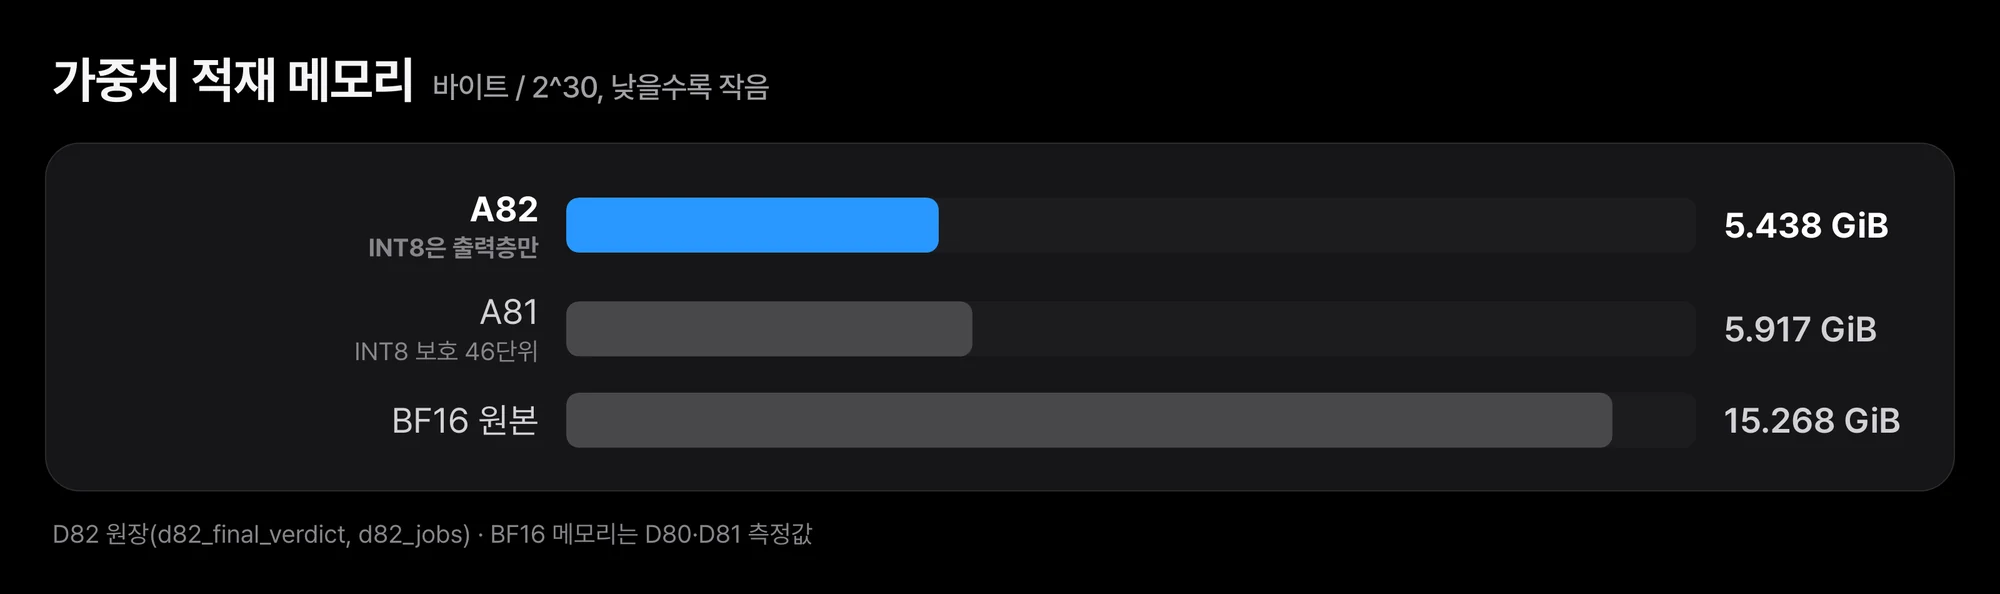 가중치 적재 메모리 바이트 / 2^30, 낮을수록 작음
A82 5.438 GiB
INT8은 출력층만
A81 5.917 GiB
INT8 보호 46단위
BF16 원본 15.268 GiB
D82 원장(d82_final_verdict, d82_jobs) · BF16 메모리는 D80·D81 측정값